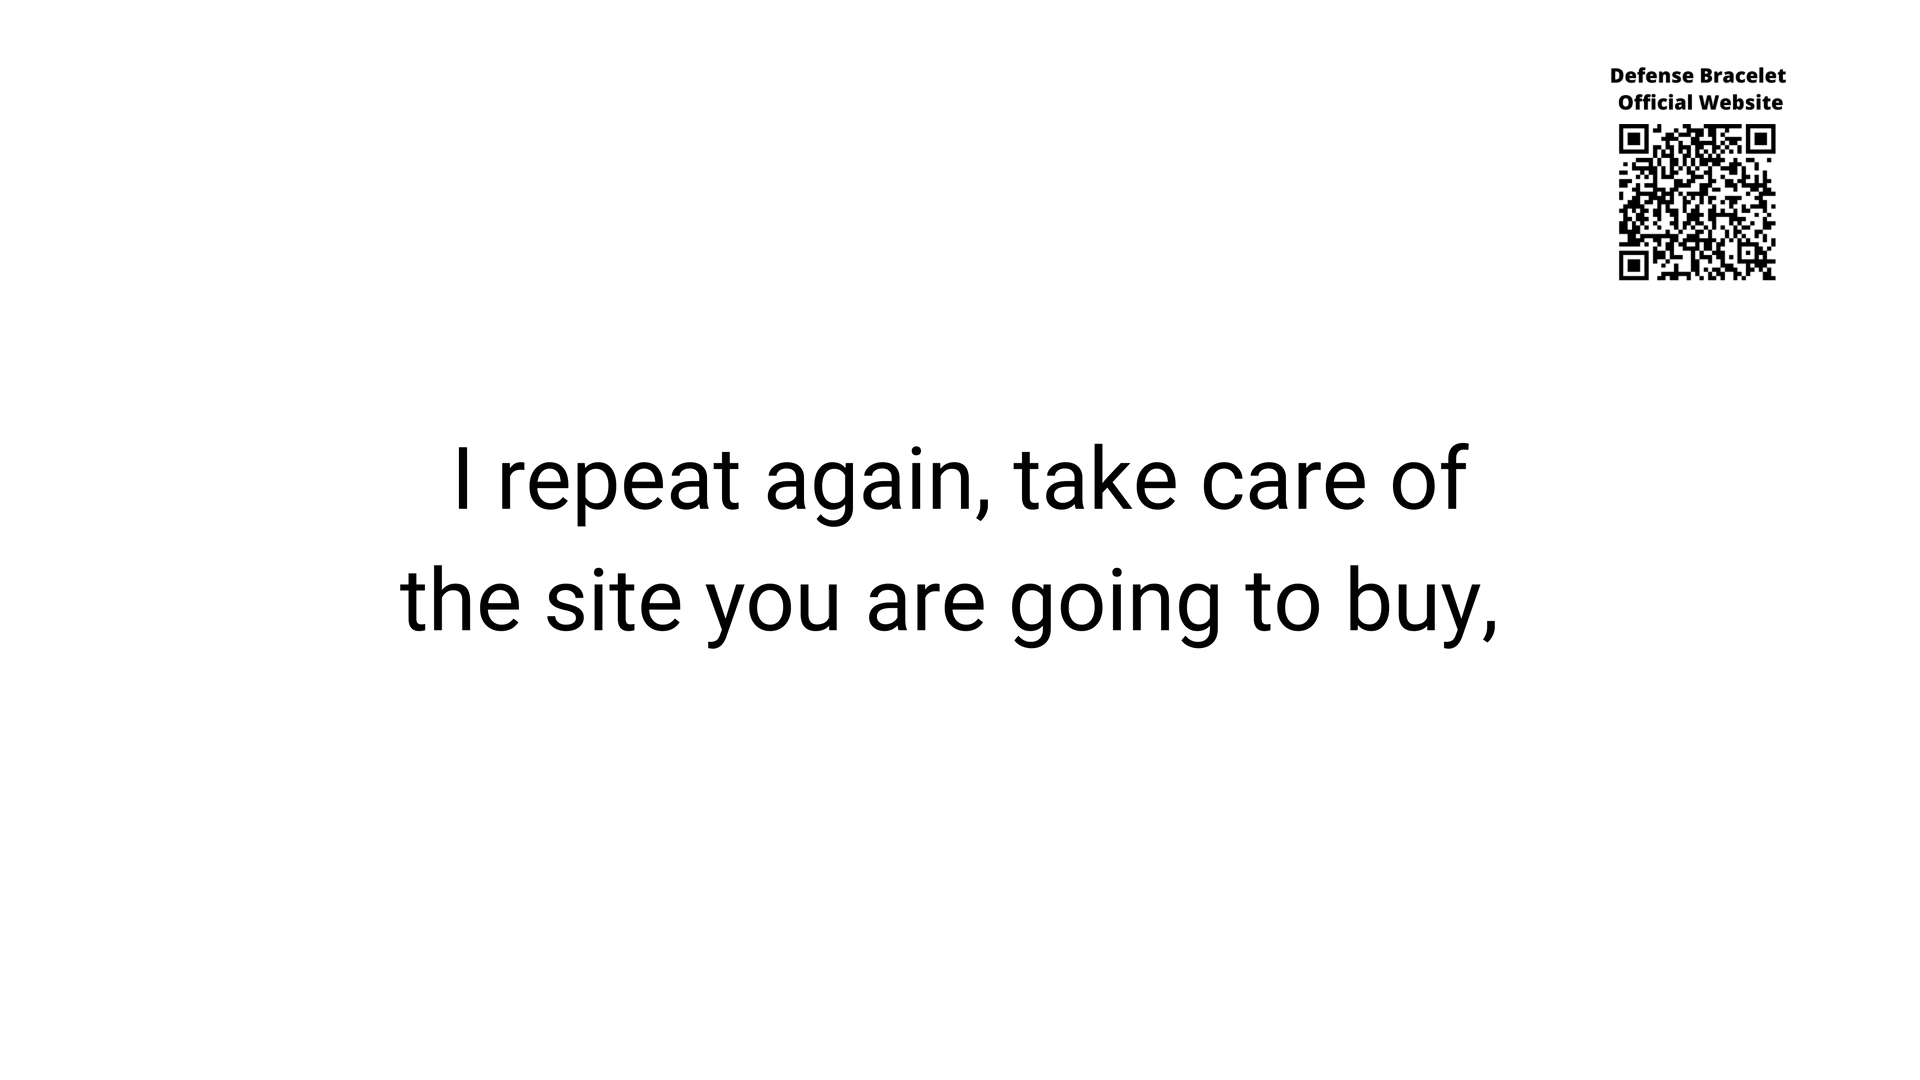 Defense Bracelet
Official Website
I repeat again, take care of
the site you are going to buy,